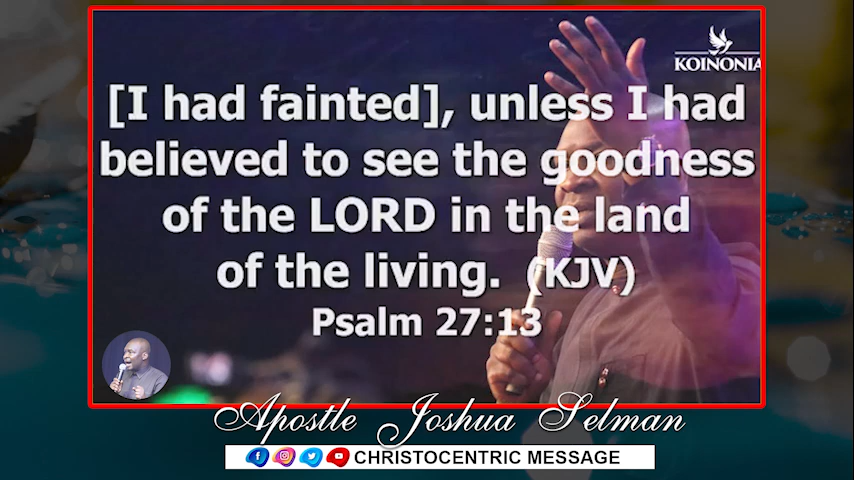 KOINONIA
[I had fainted], unless I had
believed to see the goodness
of the LORD in the land
of the living. (KJV)
Psalm 27:13
Apostle Joshua Selman
CHRISTOCENTRIC MESSAGE